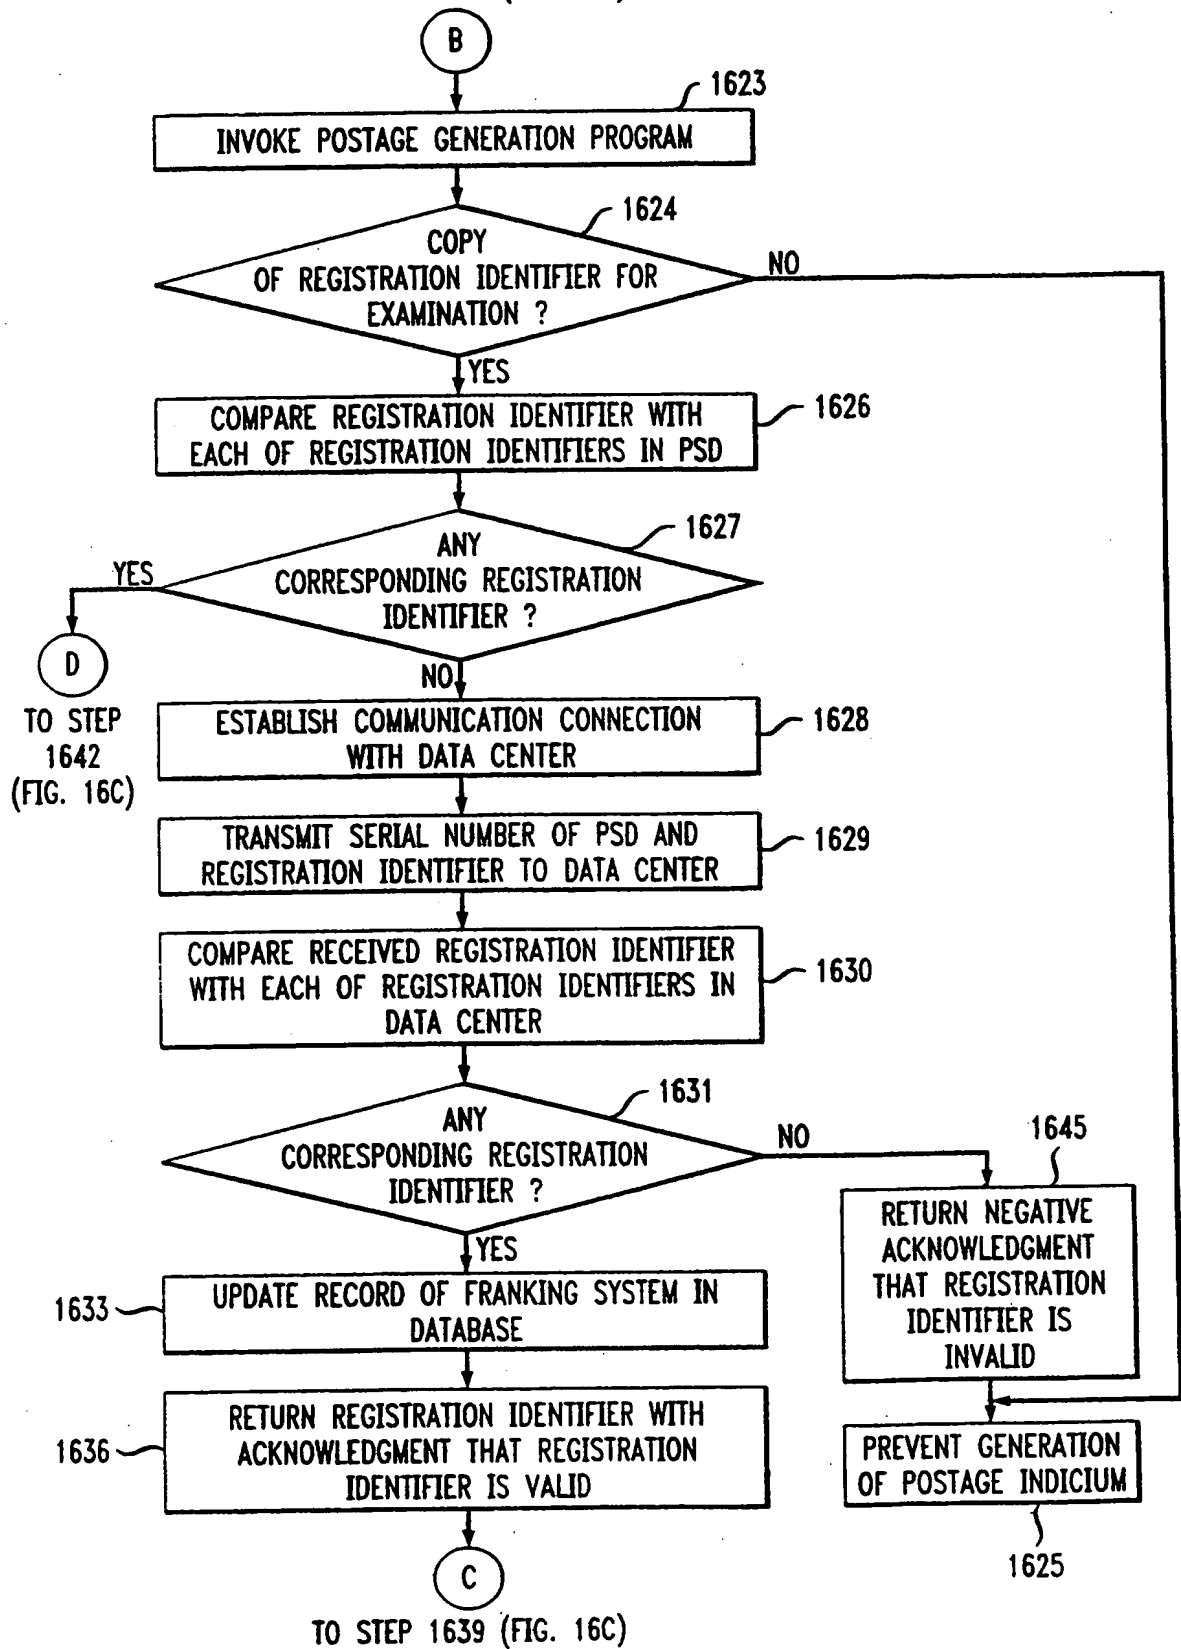 B
1623
INVOKE POSTAGE GENERATION PROGRAM
1624
COPY
OF REGISTRATION IDENTIFIER FOR
EXAMINATION ?
NO
YES
COMPARE REGISTRATION IDENTIFIER WITH
EACH OF REGISTRATION IDENTIFIERS IN PSD
1626
1627
ANY
CORRESPONDING REGISTRATION
IDENTIFIER ?
YES
D
TO STEP
1642
(FIG. 16C)
NO
ESTABLISH COMMUNICATION CONNECTION
WITH DATA CENTER
1628
TRANSMIT SERIAL NUMBER OF PSD AND
REGISTRATION IDENTIFIER TO DATA CENTER
1629
COMPARE RECEIVED REGISTRATION IDENTIFIER
WITH EACH OF REGISTRATION IDENTIFIERS IN
DATA CENTER
1630
1631
ANY
CORRESPONDING REGISTRATION
IDENTIFIER ?
NO
1645
RETURN NEGATIVE
ACKNOWLEDGMENT
THAT REGISTRATION
IDENTIFIER IS
INVALID
YES
1633
UPDATE RECORD OF FRANKING SYSTEM IN
DATABASE
1636
RETURN REGISTRATION IDENTIFIER WITH
ACKNOWLEDGMENT THAT REGISTRATION
IDENTIFIER IS VALID
PREVENT GENERATION
OF POSTAGE INDICIUM
1625
C
TO STEP 1639 (FIG. 16C)